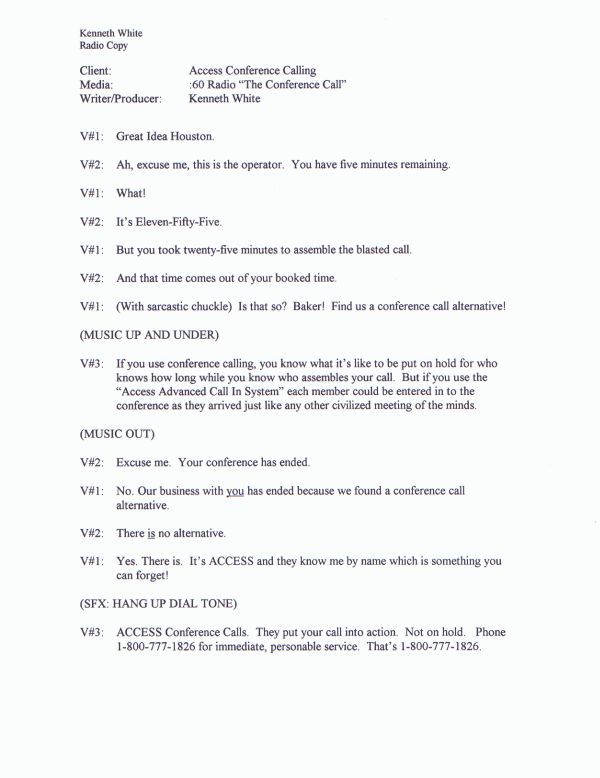 Kenneth White
Radio Copy
Client: Access Conference Calling
Media: :60 Radio “The Conference Call”
Writer/Producer: Kenneth White
V#1: Great Idea Houston.
V#2: Ah, excuse me, this is the operator. You have five minutes remaining.
V#1: What!
V#2: It’s Eleven-Fifty-Five.
V#1: But you took twenty-five minutes to assemble the blasted call.
V#2: And that time comes out of your booked time.
V#1: (With sarcastic chuckle) Is that so? Baker! Find us a conference call alternative!
(MUSIC UP AND UNDER)
V#3: If you use conference calling, you know what it’s like to be put on hold for who
knows how long while you know who assembles your call. But if you use the
“Access Advanced Call In System” each member could be entered in to the
conference as they arrived just like any other civilized meeting of the minds.
(MUSIC OUT)
V#2: Excuse me. Your conference has ended.
V#1: No. Our business with you has ended because we found a conference call
alternative.
V#2: There is no alternative.
V#1: Yes. There is. It’s ACCESS and they know me by name which is something you
can forget!
(SFX: HANG UP DIAL TONE)
V#3: ACCESS Conference Calls. They put your call into action. Not on hold. Phone
1-800-777-1826 for immediate, personable service. That’s 1-800-777-1826.